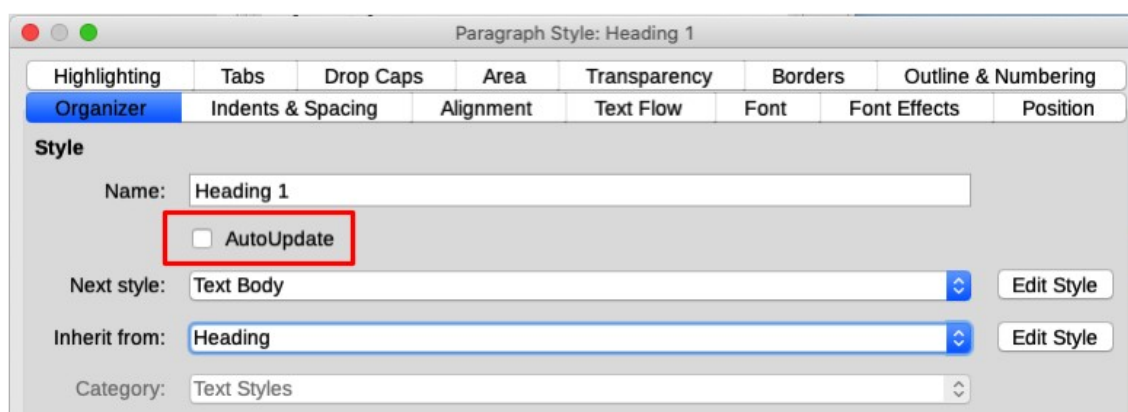 Paragraph Style: Heading 1
Highlighting Tabs Drop Caps Area Transparency Borders Outline & Numbering
Organizer Indents & Spacing Alignment Text Flow Font Font Effects Position
Style
Name: Heading 1
AutoUpdate
Next style: Text Body Edit Style
Inherit from: Heading Edit Style
Category: Text Styles